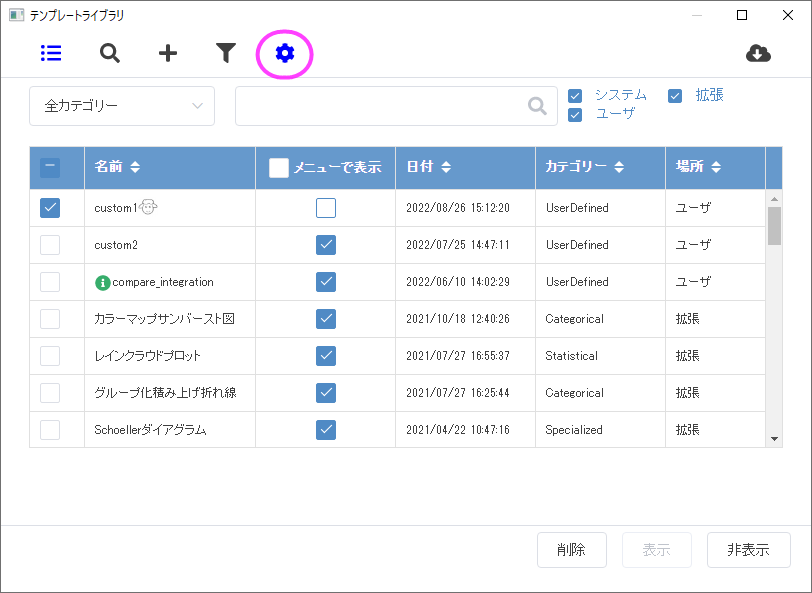 テンプレートライブラリ
全カテゴリー
システム 拡張
ユーザ
名前 メニューで表示 日付 カテゴリー 場所
custom1 2022/08/26 15:12:20 UserDefined ユーザ
custom2 2022/07/25 14:47:11 UserDefined ユーザ
compare_integration 2022/06/10 14:02:29 UserDefined ユーザ
カラーマップサンバースト図 2021/10/18 12:40:26 Categorical 拡張
レインクラウドプロット 2021/07/27 16:55:37 Statistical 拡張
グループ化積み上げ折れ線 2021/07/27 16:25:44 Categorical 拡張
Schoellerダイアグラム 2021/04/22 10:47:16 Specialized 拡張
削除 表示 非表示